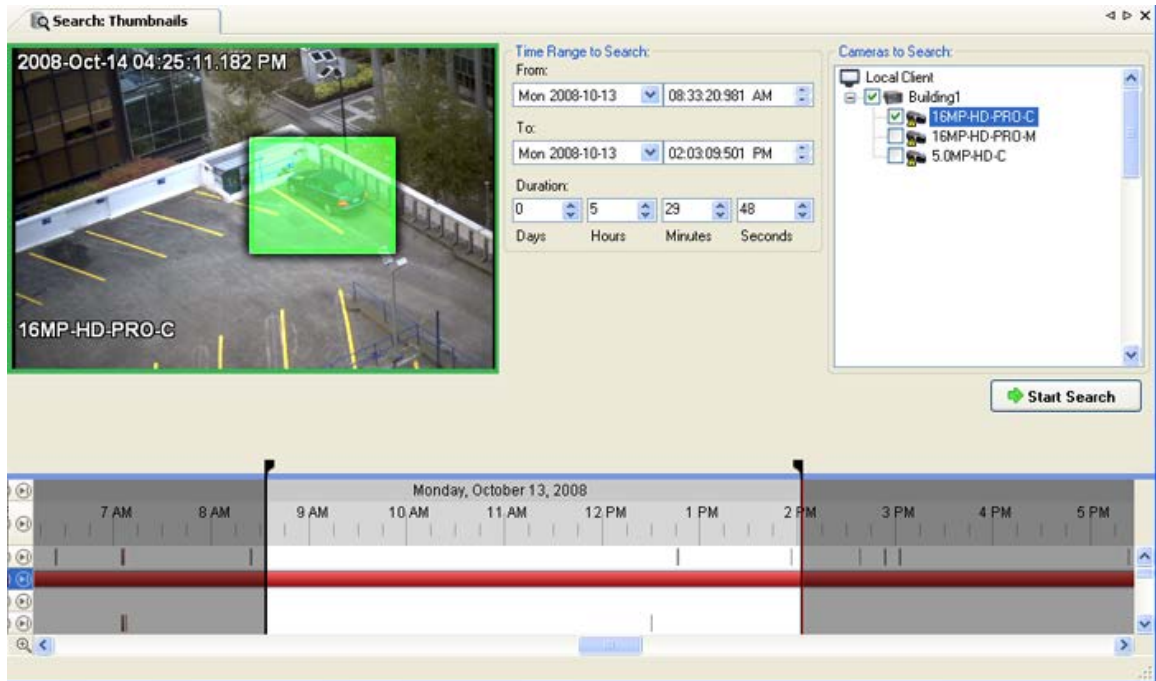 Search: Thumbnails
2008-Oct-14 04:25:11.182 PM
16MP-HD-PRO-C
Time Range to Search:
From:
Mon 2008-10-13 08:33:20.981 AM
To:
Mon 2008-10-13 02:03:09.501 PM
Duration:
0 5 29 48
Days Hours Minutes Seconds
Cameras to Search:
Local Client
Building1
16MP-HD-PRO-C
16MP-HD-PRO-M
5.0MP-HD-C
Start Search
Monday, October 13, 2008
7 AM 8 AM 9 AM 10 AM 11 AM 12 PM 1 PM 2 PM 3 PM 4 PM 5 PM